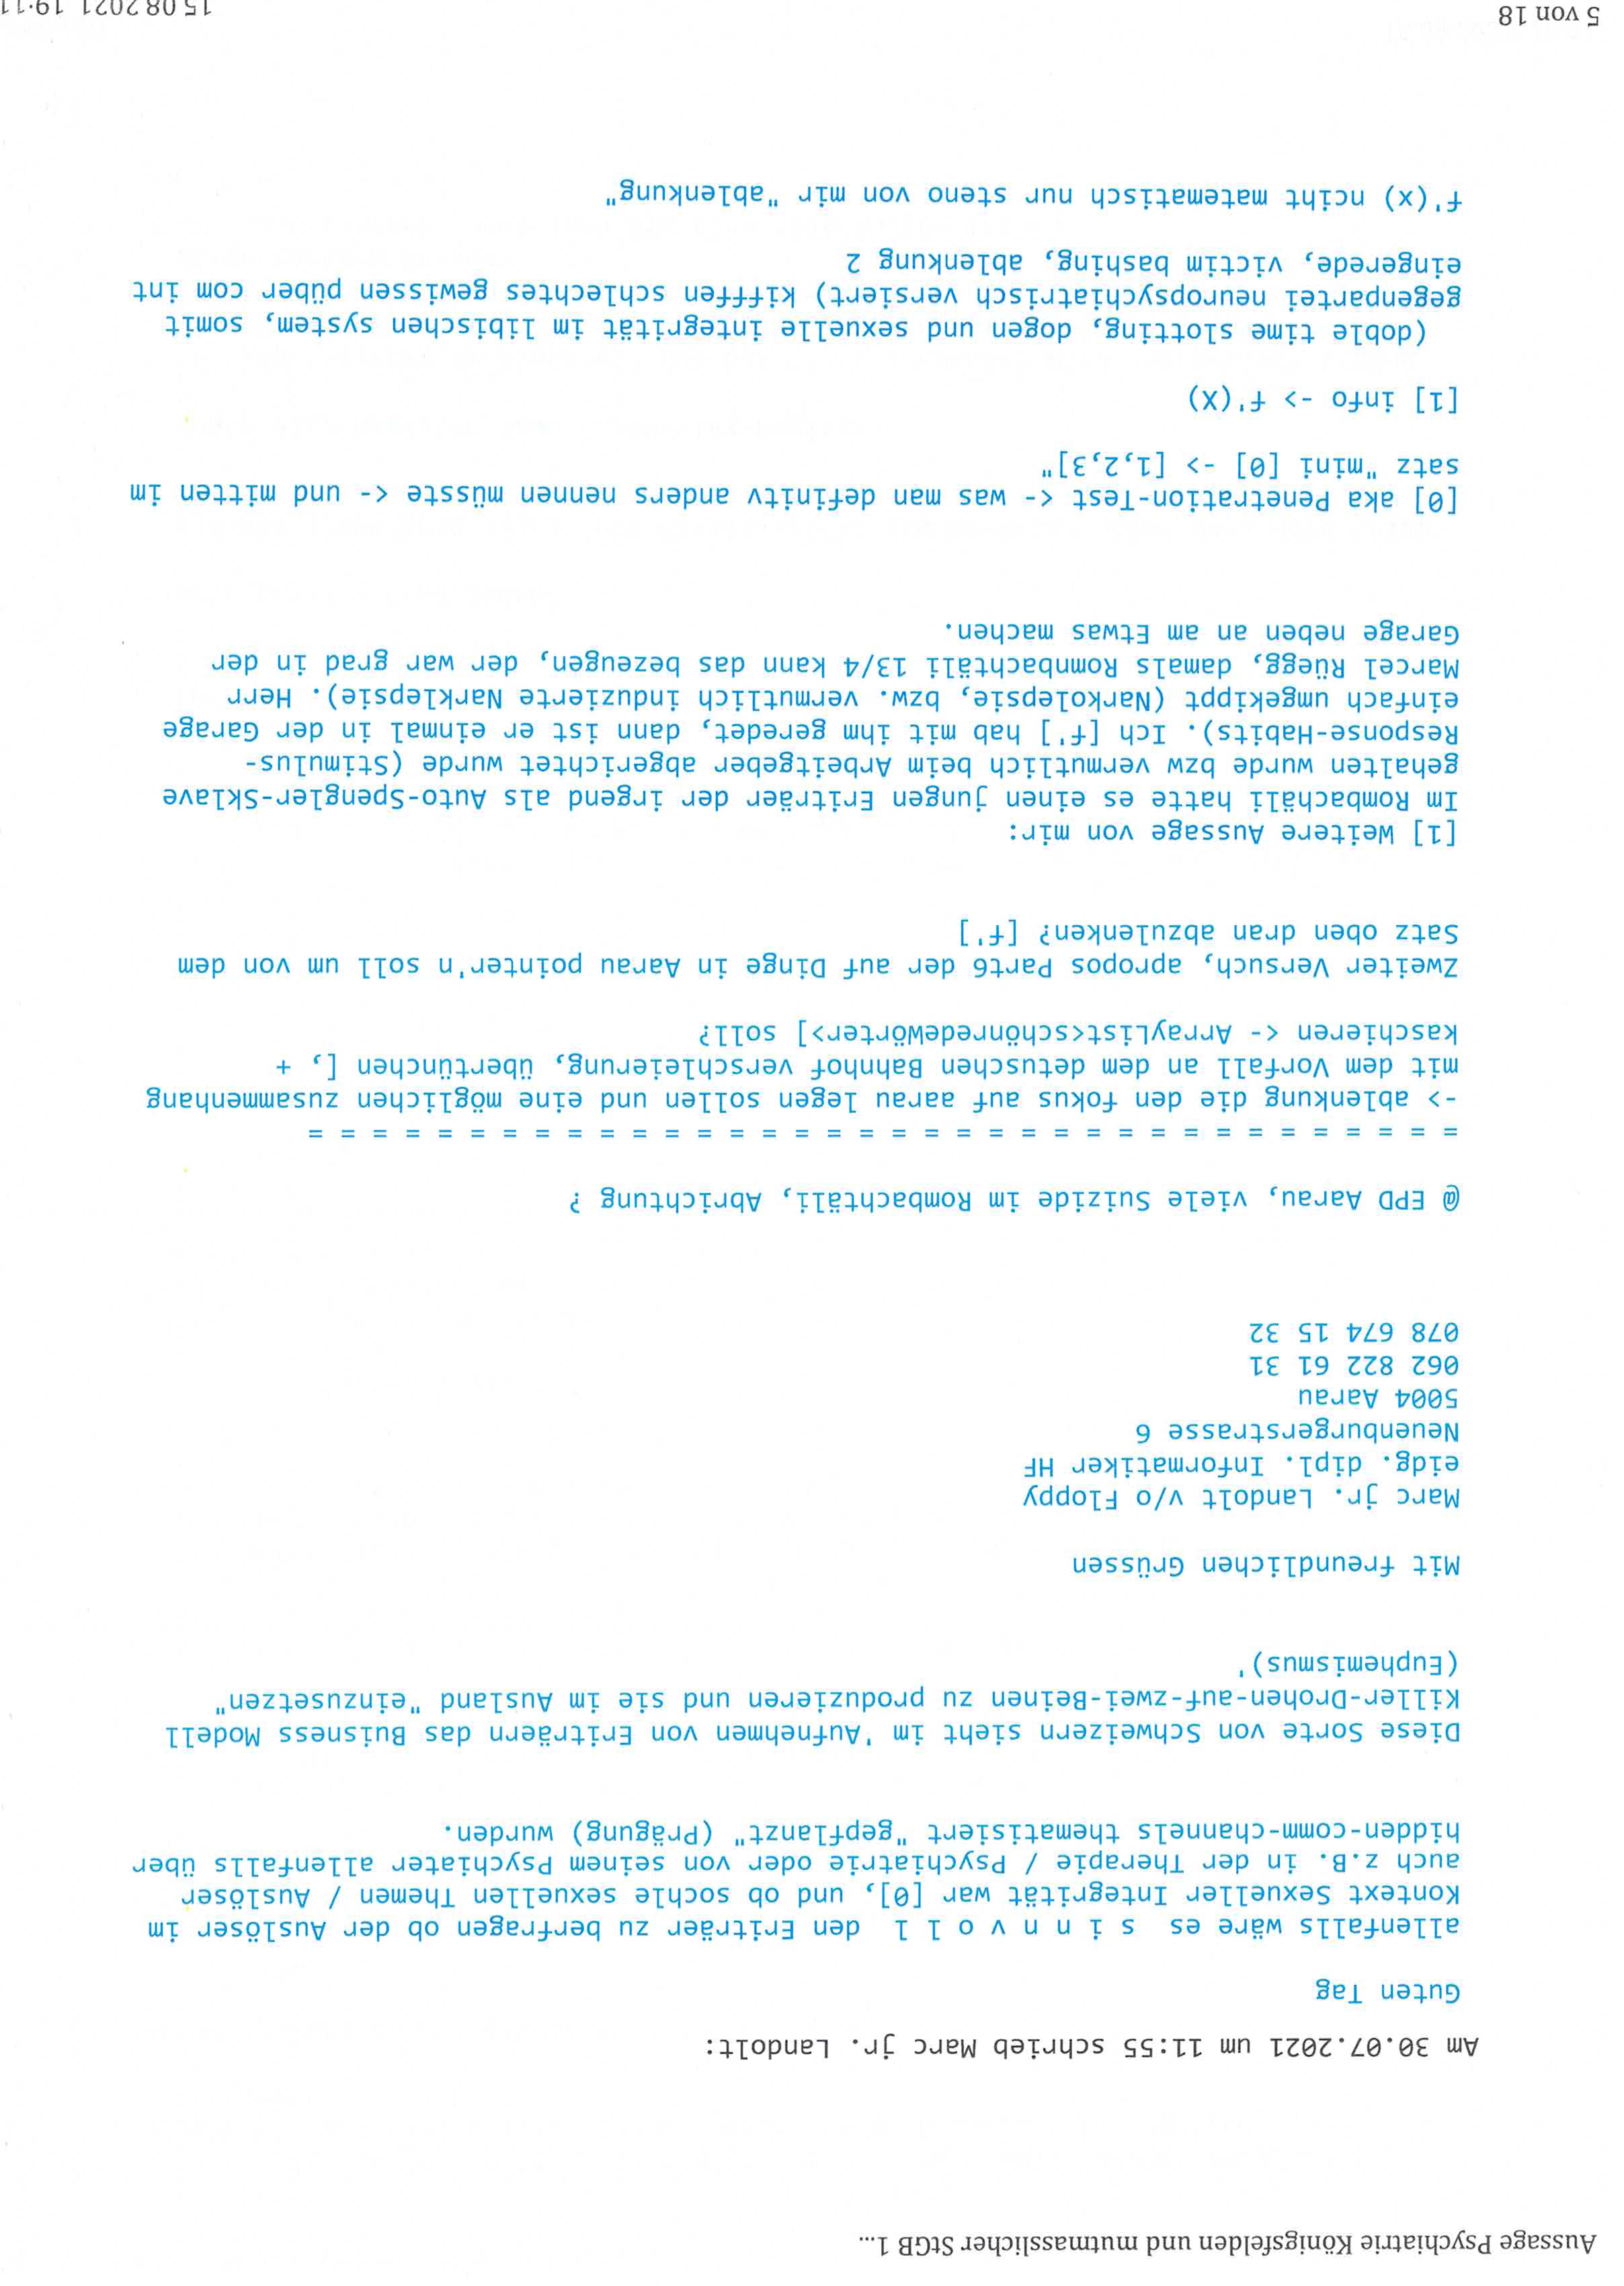 Aussage Psychiatrie Königsfelden und mutmasslicher StGB 1...
Am 30.07.2021 um 11:55 schrieb Marc jr. Landolt:
Guten Tag
allenfalls wäre es s i n n v o l l den Eriträer zu berfragen ob der Auslöser im
Kontext Sexueller Integrität war [0], und ob sochle sexuellen Themen / Auslöser
auch z.B. in der Therapie / Psychiatrie oder von seinem Psychiater allenfalls über
hidden-comm-channels thematisiert "gepflanzt" (Prägung) wurden.
Diese Sorte von Schweizern sieht im 'Aufnehmen von Eriträern das Buisness Modell
Killer-Drohen-auf-zwei-Beinen zu produzieren und sie im Ausland "einzusetzen"
(Euphemismus)'
Mit freundlichen Grüssen
Marc jr. Landolt v/o Floppy
eidg. dipl. Informatiker HF
Neuenburgerstrasse 6
5004 Aarau
062 822 61 31
078 674 15 32
@ EPD Aarau, viele Suizide im Rombachtäli, Abrichtung ?
= = = = = = = = = = = = = = = = = = = = = = = = = = = = = = = = = = = =
-> ablenkung die den fokus auf aarau legen sollen und eine möglichen zusammenhang
mit dem Vorfall an dem detuschen Bahnhof verschleierung, übertünchen [, +
kaschieren <- ArrayList<schönredewörter>] soll?
Zweiter Versuch, apropos Part6 der auf Dinge in Aarau pointer'n soll um von dem
Satz oben dran abzulenken? [f']
[1] Weitere Aussage von mir:
Im Rombachäli hatte es einen jungen Eriträer der irgend als Auto-Spengler-Sklave
gehalten wurde bzw vermutlich beim Arbeitgeber abgerichtet wurde (Stimulus-
Response-Habits). Ich [f'] hab mit ihm geredet, dann ist er einmal in der Garage
einfach umgekippt (Narkolepsie, bzw. vermutlich induzierte Narklepsie). Herr
Marcel Rüegg, damals Romnbachtäli 13/4 kann das bezeugen, der war grad in der
Garage neben an am Etwas machen.
[0] aka Penetration-Test <- was man definitv anders nennen müsste <- und mitten im
satz "mini [0] -> [1,2,3]"
[1] info -> f'(X)
(doble time slotting, dogen und sexuelle integrität im libischen system, somit
gegenpartei neuropsychiatrisch versiert) kifffen schlechtes gewissen püber com int
eingerede, victim bashing, ablenkung 2
f'(x) nciht matematisch nur steno von mir "ablenkung"
5 von 18
15.08.2021 19:11